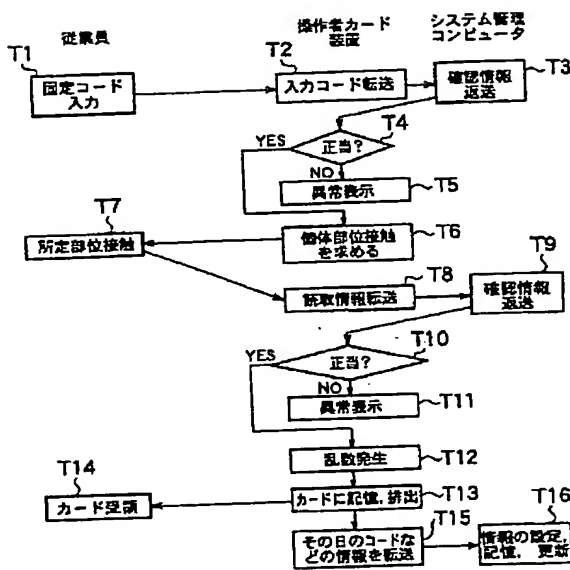 従業員
操作者カード
装置
システム管理
コンピュータ
T1
T2
T3
固定コード
入力
入力コード転送
確認情報
返送
T4
YES
正当?
NO
異常表示
T5
T7
T6
所定部位接触
個体部位接触
を求める
T8
T9
読取情報転送
確認情報
返送
T10
YES
正当?
NO
異常表示
T11
乱数発生
T12
T14
カード受領
カードに記憶,排出
T13
T15
T16
その日のコードな
どの情報を転送
情報の設定,
記憶, 更新